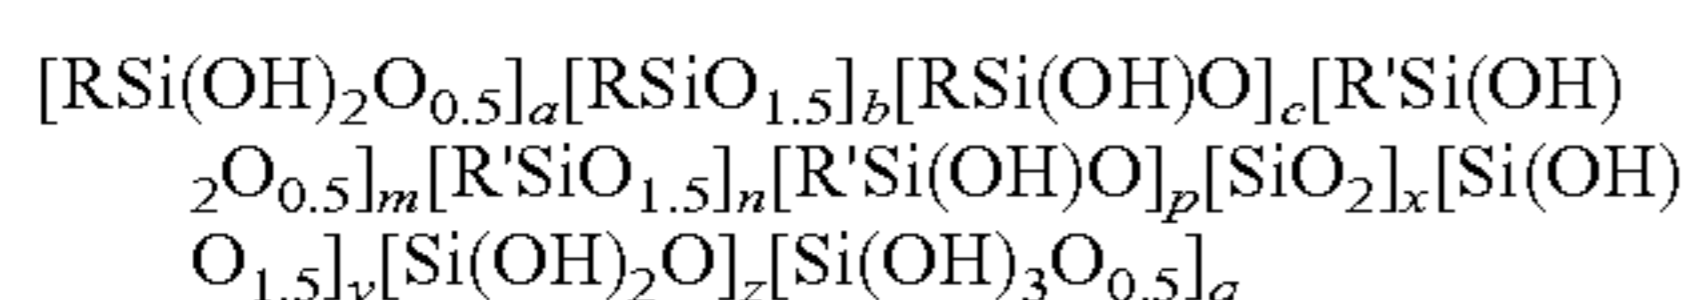 [RSi(OH)₂O₀.₅]ₐ[RSiO₁.₅]b[RSi(OH)O]c[R'Si(OH)
₂O₀.₅]ₘ[R'SiO₁.₅]ₙ[R'Si(OH)O]ₚ[SiO₂]ₓ[Si(OH)
O₁.₅]y[Si(OH)₂O]z[Si(OH)₃O₀.₅]q